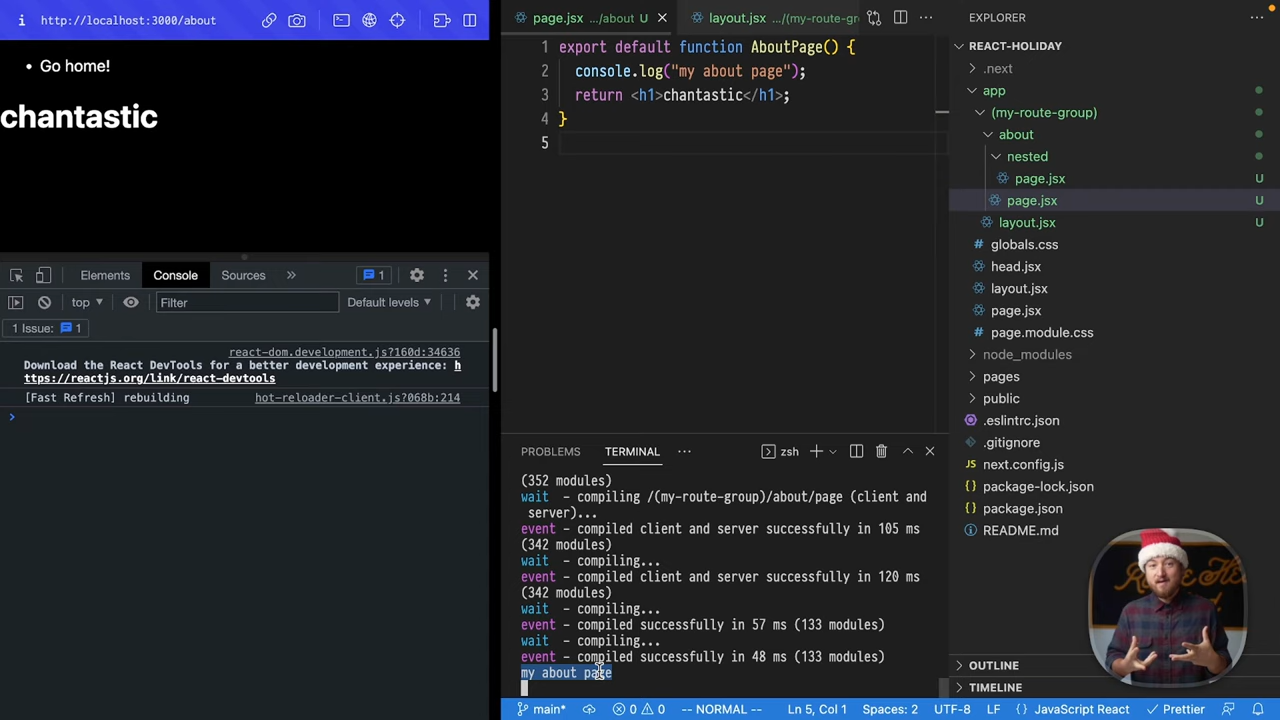 http://localhost:3000/about
Go home!
chantastic
Elements
Console
Sources
1
top
Filter
Default levels
1 Issue:
1
react-dom.development.js?160d:34636
Download the React DevTools for a better development experience: h
ttps://reactjs.org/link/react-devtools
[Fast Refresh] rebuilding
hot-reloader-client.js?068b:214
page.jsx .../about U
layout.jsx .../(my-route-gr
1 export default function AboutPage() {
2 console.log("my about page");
3 return <h1>chantastic</h1>;
4 }
5
PROBLEMS
TERMINAL
zsh
(352 modules)
wait - compiling /(my-route-group)/about/page (client and
server)...
event - compiled client and server successfully in 105 ms
(342 modules)
wait - compiling...
event - compiled client and server successfully in 120 ms
(342 modules)
wait - compiling...
event - compiled successfully in 57 ms (133 modules)
wait - compiling...
event - compiled successfully in 48 ms (133 modules)
my about page
EXPLORER
REACT-HOLIDAY
.next
app
(my-route-group)
about
nested
page.jsx U
page.jsx U
layout.jsx U
globals.css
head.jsx
layout.jsx
page.jsx
page.module.css
node_modules
pages
public
.eslintrc.json
.gitignore
next.config.js
package-lock.json
package.json
README.md
OUTLINE
TIMELINE
main*
0
0
-- NORMAL --
Ln 5, Col 1
Spaces: 2
UTF-8
LF
JavaScript React
Prettier